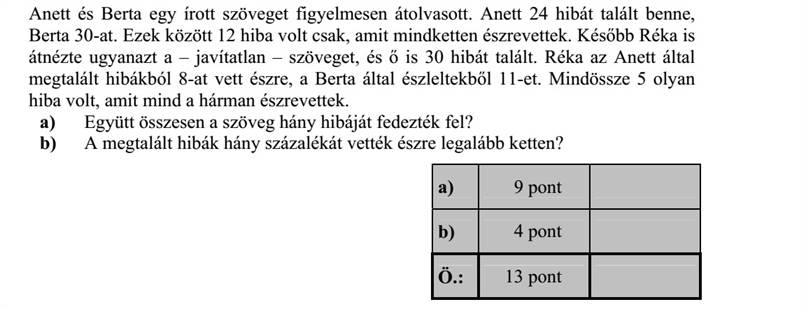 Anett és Berta egy írott szöveget figyelmesen átolvasott. Anett 24 hibát talált benne,
Berta 30-at. Ezek között 12 hiba volt csak, amit mindketten észrevettek. Később Réka is
átnézte ugyanazt a – javítatlan – szöveget, és ő is 30 hibát talált. Réka az Anett által
megtalált hibákból 8-at vett észre, a Berta által észleltekből 11-et. Mindössze 5 olyan
hiba volt, amit mind a hárman észrevettek.
a) Együtt összesen a szöveg hány hibáját fedezték fel?
b) A megtalált hibák hány százalékát vették észre legalább ketten?
a) 9 pont
b) 4 pont
Ö.: 13 pont